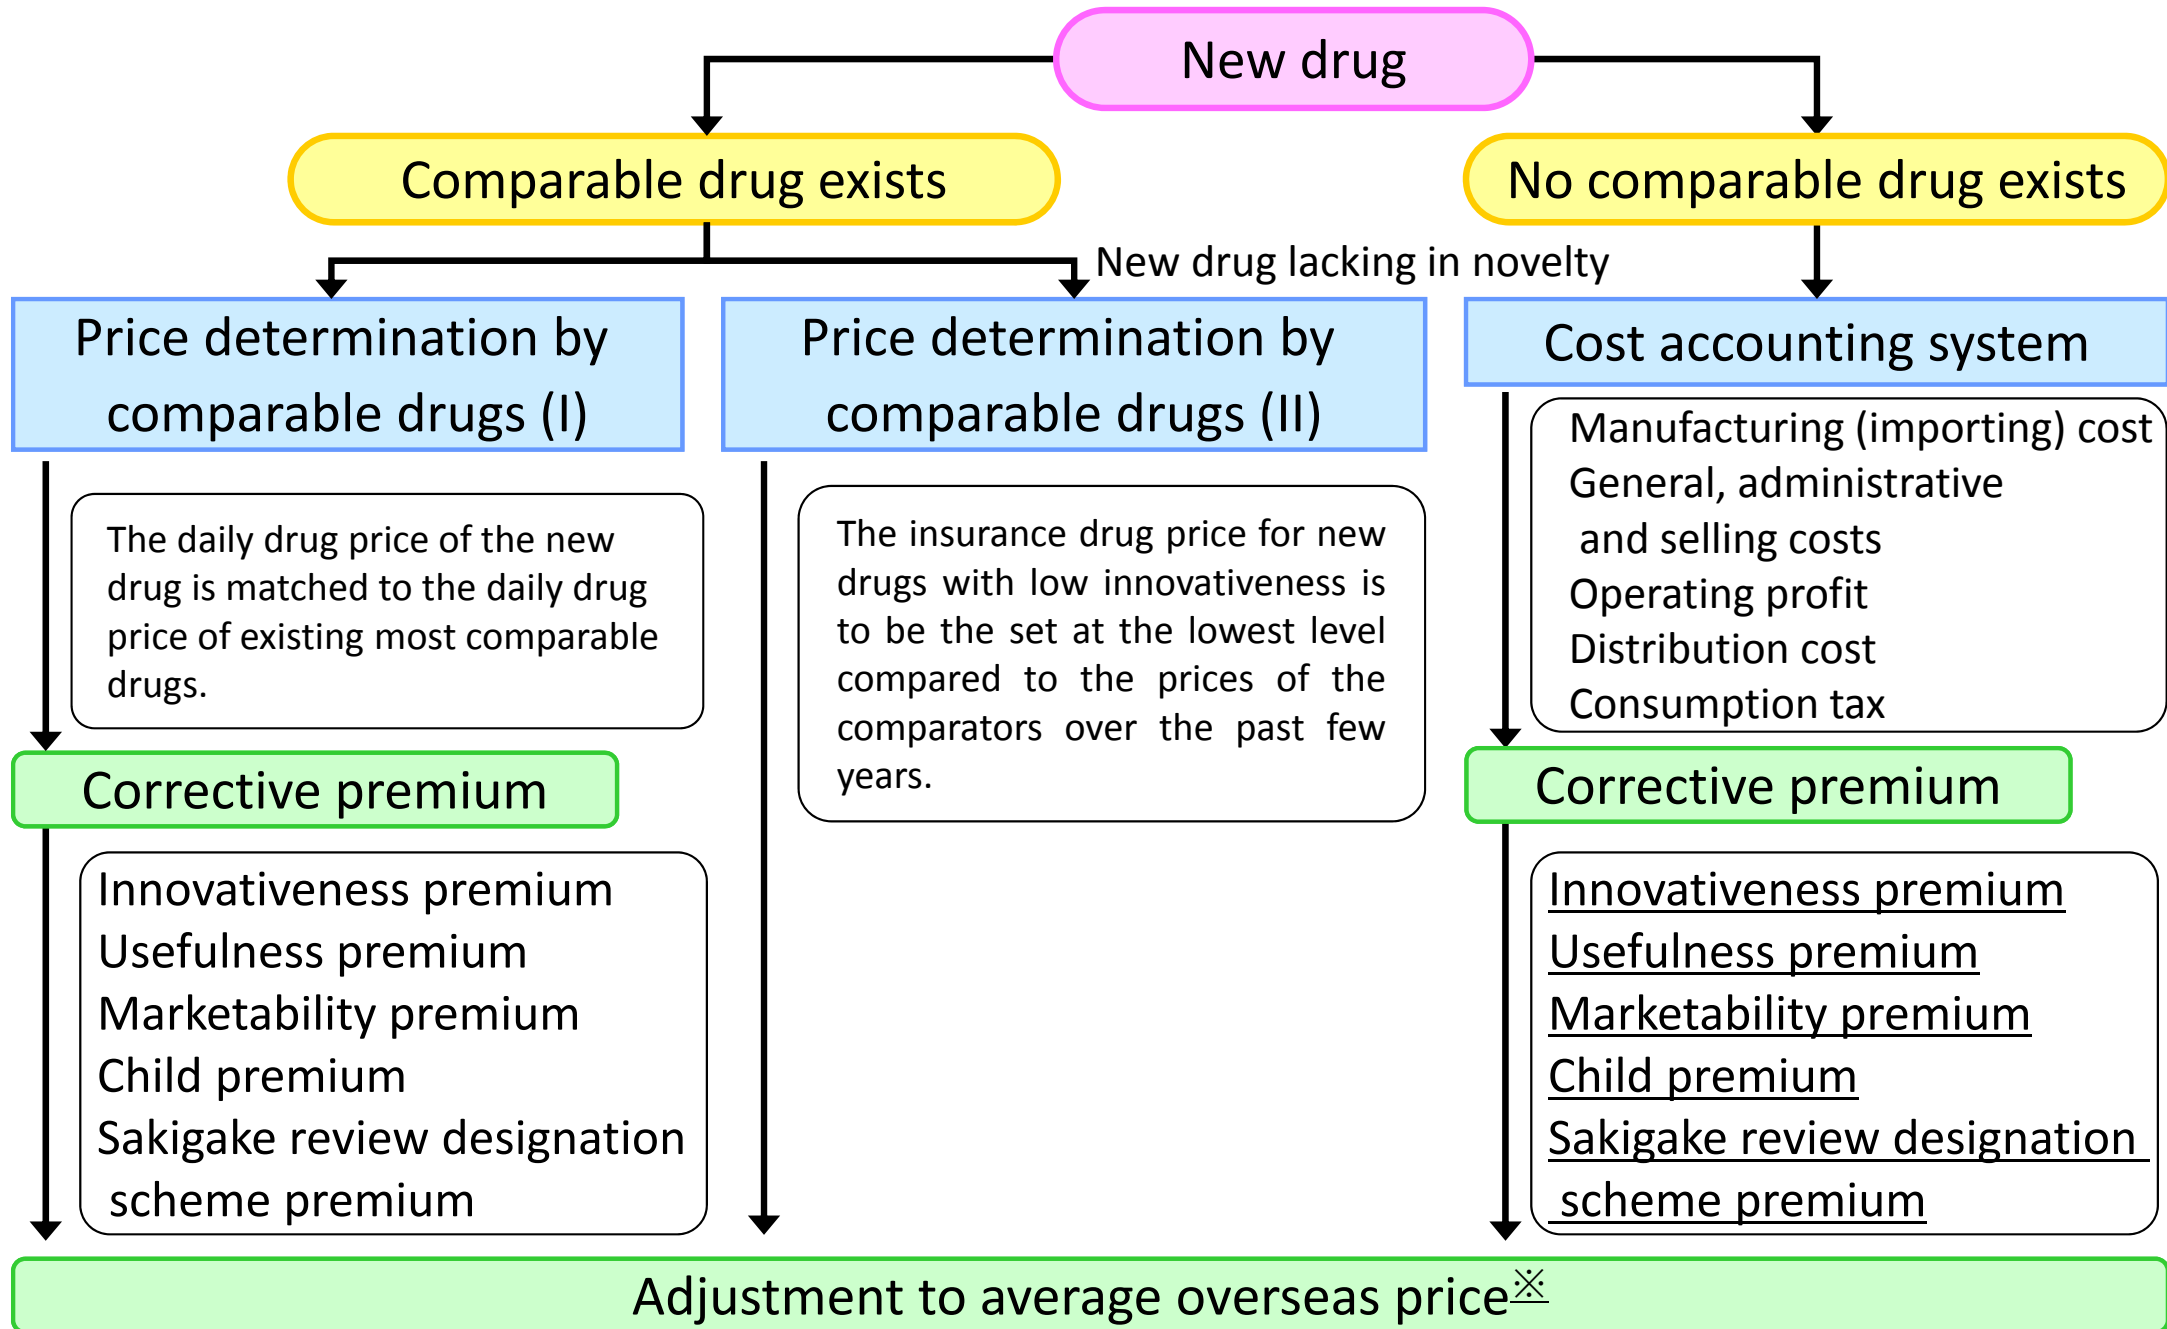 New drug
Comparable drug exists
No comparable drug exists
New drug lacking in novelty
Price determination by
comparable drugs (I)
Price determination by
comparable drugs (II)
Cost accounting system
The daily drug price of the new
drug is matched to the daily drug
price of existing most comparable
drugs.
The insurance drug price for new
drugs with low innovativeness is
to be the set at the lowest level
compared to the prices of the
comparators over the past few
years.
Manufacturing (importing) cost
General, administrative
and selling costs
Operating profit
Distribution cost
Consumption tax
Corrective premium
Corrective premium
Innovativeness premium
Usefulness premium
Marketability premium
Child premium
Sakigake review designation
scheme premium
Innovativeness premium
Usefulness premium
Marketability premium
Child premium
Sakigake review designation
scheme premium
Adjustment to average overseas price※